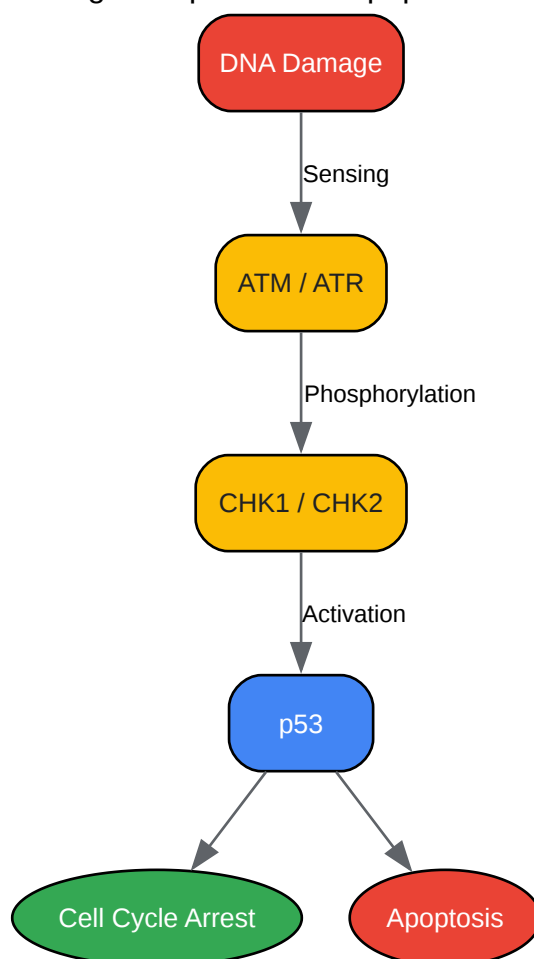 DNA Damage
Sensing
ATM / ATR
Phosphorylation
CHK1 / CHK2
Activation
p53
Cell Cycle Arrest
Apoptosis